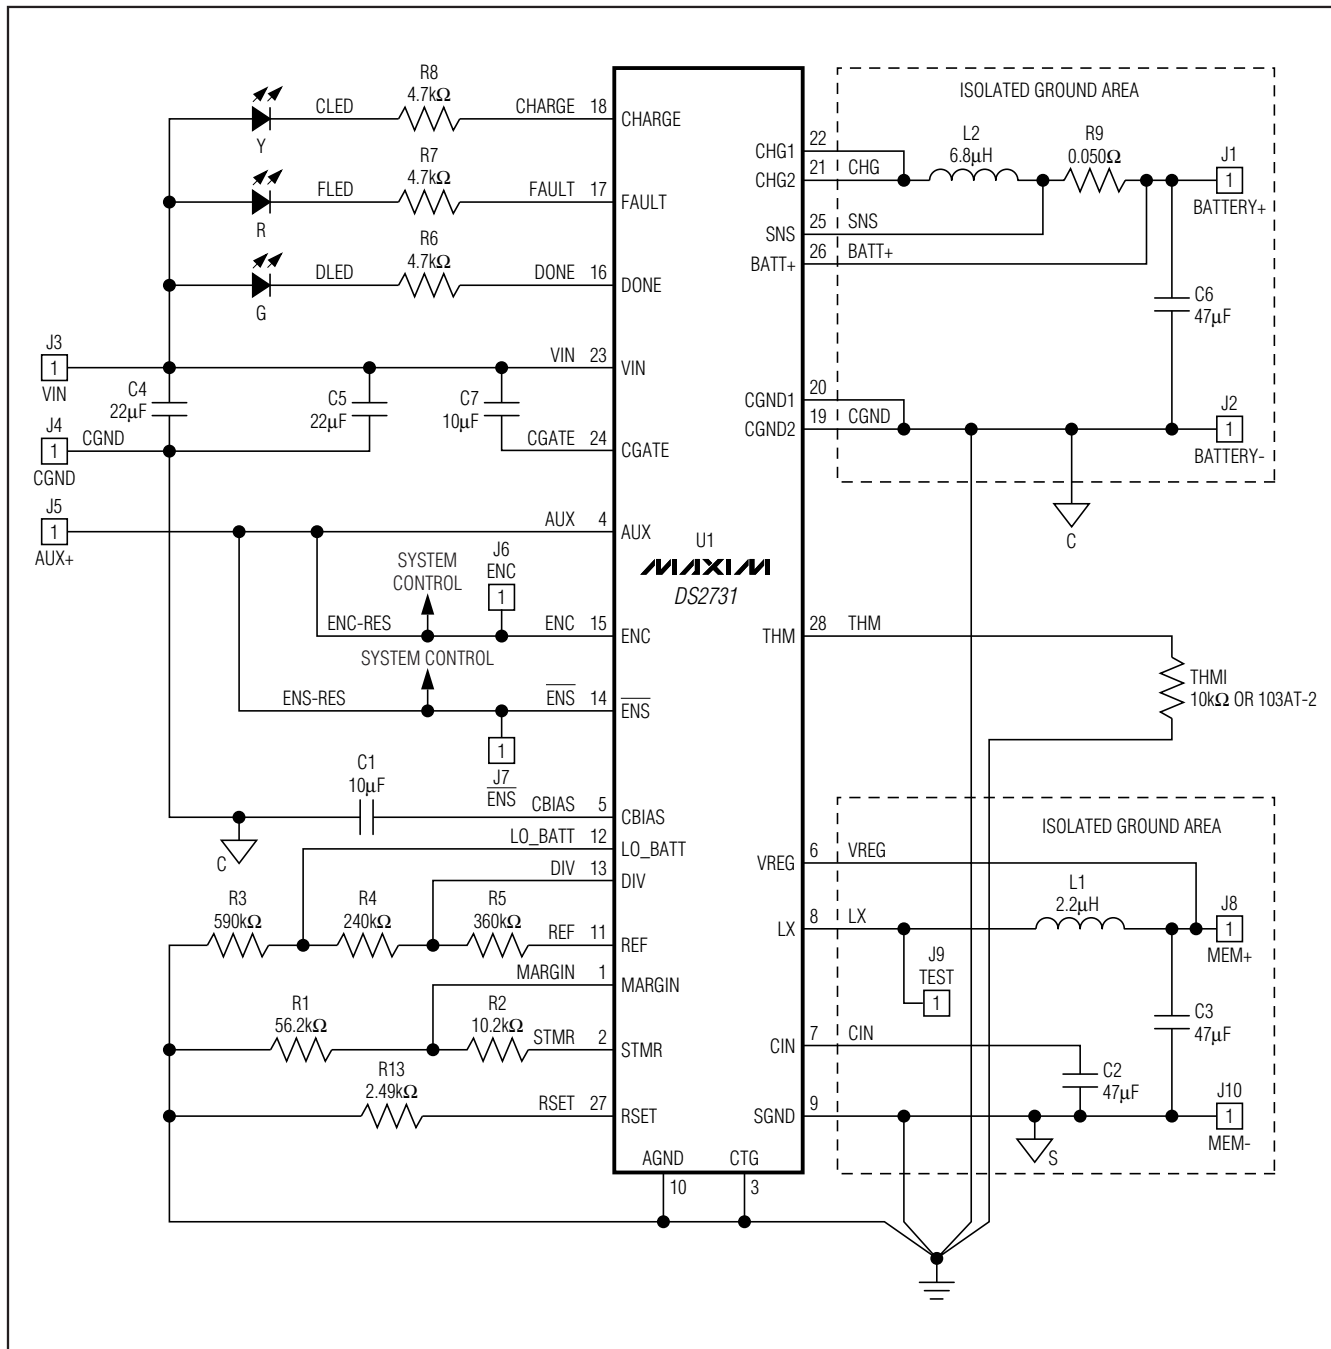 R8
4.7kΩ
CLED
CHARGE 18
CHARGE
Y
R7
4.7kΩ
FLED
FAULT 17
FAULT
R
R6
4.7kΩ
DLED
DONE 16
DONE
G
J3
1
VIN
VIN 23
VIN
C4
22µF
C5
22µF
C7
10µF
J4
1
CGND
CGND
CGATE 24
CGATE
J5
1
AUX+
AUX 4
AUX
SYSTEM
CONTROL
J6
ENC
1
ENC-RES
ENC 15
ENC
SYSTEM CONTROL
ENS-RES
ENS 14
ENS
1
J7
ENS
C1
10µF
CBIAS 5
CBIAS
C
LO_BATT 12
LO_BATT
DIV 13
DIV
R3
590kΩ
R4
240kΩ
R5
360kΩ
REF 11
REF
MARGIN 1
MARGIN
R1
56.2kΩ
R2
10.2kΩ
STMR 2
STMR
R13
2.49kΩ
RSET 27
RSET
U1
MAXIM
DS2731
AGND
10
CTG
3
ISOLATED GROUND AREA
CHG1
22
CHG2
21 CHG
L2
6.8µH
R9
0.050Ω
J1
1
BATTERY+
SNS
25 SNS
BATT+
26 BATT+
C6
47µF
CGND1
20
CGND2
19 CGND
J2
1
BATTERY-
C
THM
28 THM
THMI
10kΩ OR 103AT-2
ISOLATED GROUND AREA
VREG
6 VREG
LX
8 LX
L1
2.2µH
J8
1
MEM+
J9
TEST
1
C3
47µF
CIN
7 CIN
C2
47µF
SGND
9
S
J10
1
MEM-